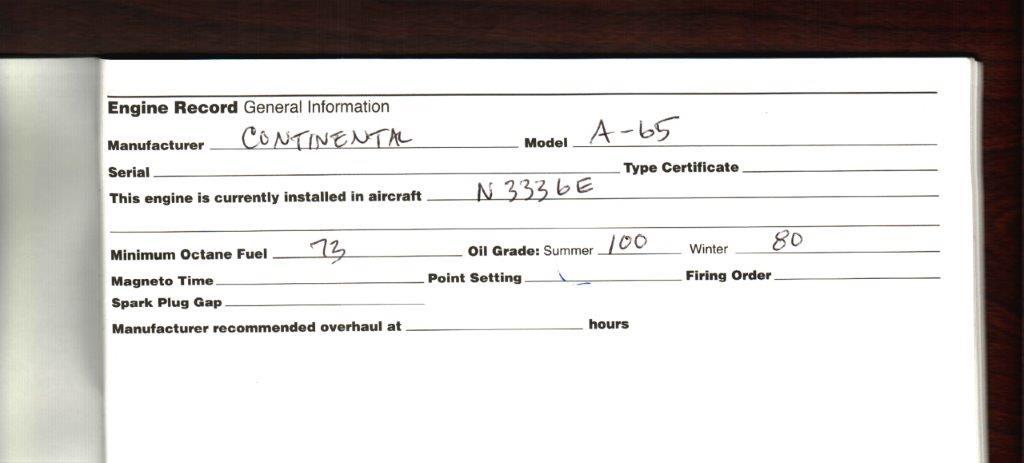 Engine Record General Information
Manufacturer CONTINENTAL Model A-65
Serial Type Certificate
This engine is currently installed in aircraft N3336E
Minimum Octane Fuel 73 Oil Grade: Summer 100 Winter 80
Magneto Time Point Setting Firing Order
Spark Plug Gap
Manufacturer recommended overhaul at hours